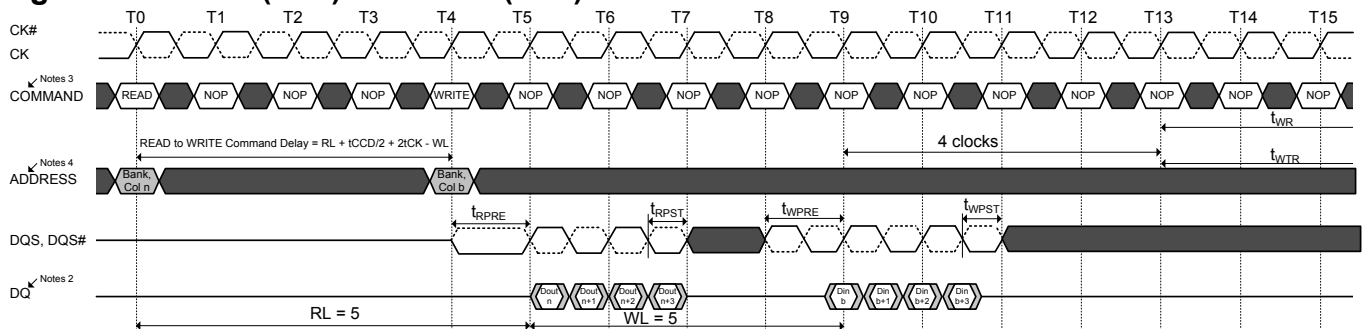 T0 T1 T2 T3 T4 T5 T6 T7 T8 T9 T10 T11 T12 T13 T14 T15
CK#
CK
Notes 3
COMMAND READ NOP NOP NOP WRITE NOP NOP NOP NOP NOP NOP NOP NOP NOP NOP NOP
tWR
READ to WRITE Command Delay = RL + tCCD/2 + 2tCK - WL
4 clocks
tWTR
Notes 4
ADDRESS
Bank, Col n
Bank, Col b
tRPRE tRPST tWPRE tWPST
DQS, DQS#
Notes 2
DQ
Dout n
Dout n+1
Dout n+2
Dout n+3
Din b
Din b+1
Din b+2
Din b+3
RL = 5
WL = 5